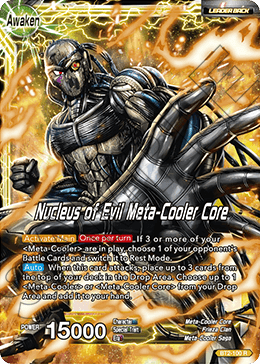 Awaken
LEADER BACK
Nucleus of Evil Meta-Cooler Core
Activate: Main Once per turn If 3 or more of your
<Meta-Cooler> are in play, choose 1 of your opponent's
Battle Cards and switch it to Rest Mode.
Auto When this card attacks, place up to 3 cards from
the top of your deck in the Drop Area. Choose up to 1
<Meta-Cooler> or <Meta-Cooler Core> from your Drop
Area and add it to your hand.
POWER 15000
Character Meta-Cooler Core
Special Trait Frieza Clan
Era Meta-Cooler Saga